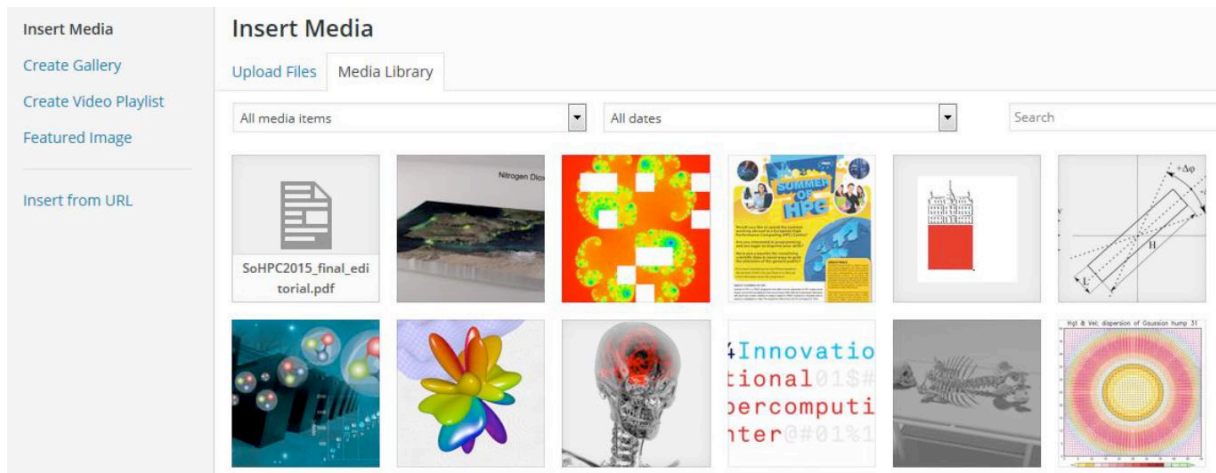 Insert Media
Create Gallery
Create Video Playlist
Featured Image
Insert from URL
Insert Media
Upload Files
Media Library
All media items
All dates
Search
SoHPC2015_final_edi
torial.pdf
Nitrogen Diox
SUMMER
OF
HPC
+Δφ
H
L
4Innovatio
tional01$#
percomputi
nter@#01%1
Hgt & Vel: dispersion of Gaussian hump 31